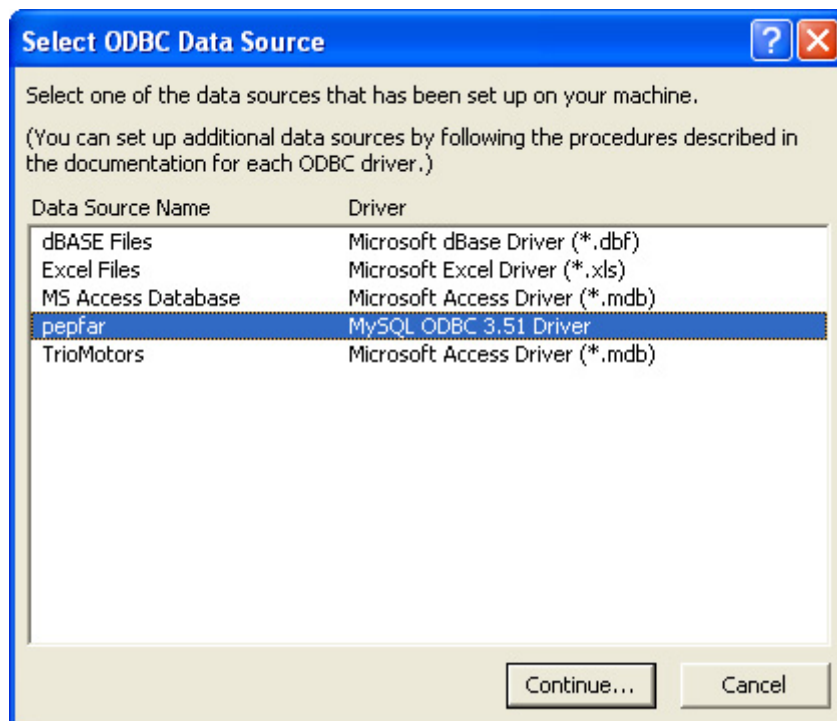 Select ODBC Data Source
Select one of the data sources that has been set up on your machine.
(You can set up additional data sources by following the procedures described in
the documentation for each ODBC driver.)
Data Source Name Driver
dBASE Files Microsoft dBase Driver (*.dbf)
Excel Files Microsoft Excel Driver (*.xls)
MS Access Database Microsoft Access Driver (*.mdb)
pepfar MySQL ODBC 3.51 Driver
TrioMotors Microsoft Access Driver (*.mdb)
Continue... Cancel